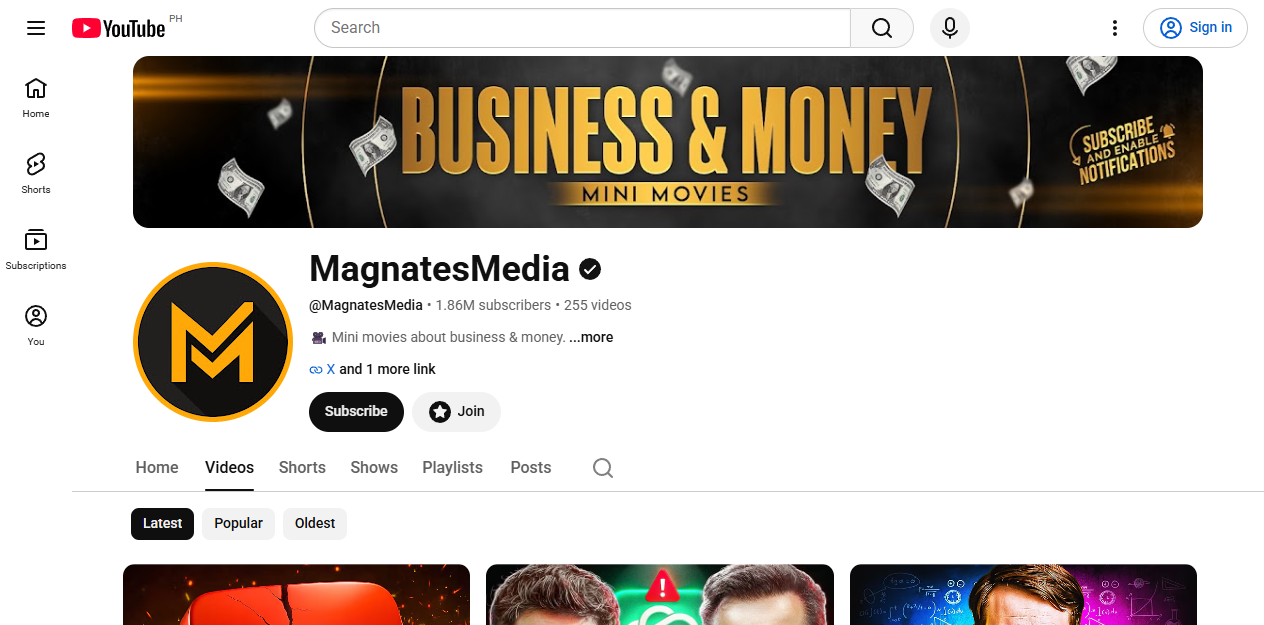 YouTube PH
Search
Sign in
Home
Shorts
Subscriptions
You
BUSINESS & MONEY
MINI MOVIES
SUBSCRIBE
AND ENABLE
NOTIFICATIONS
MagnatesMedia
@MagnatesMedia • 1.86M subscribers • 255 videos
Mini movies about business & money. ...more
X and 1 more link
Subscribe
Join
Home Videos Shorts Shows Playlists Posts
Latest Popular Oldest